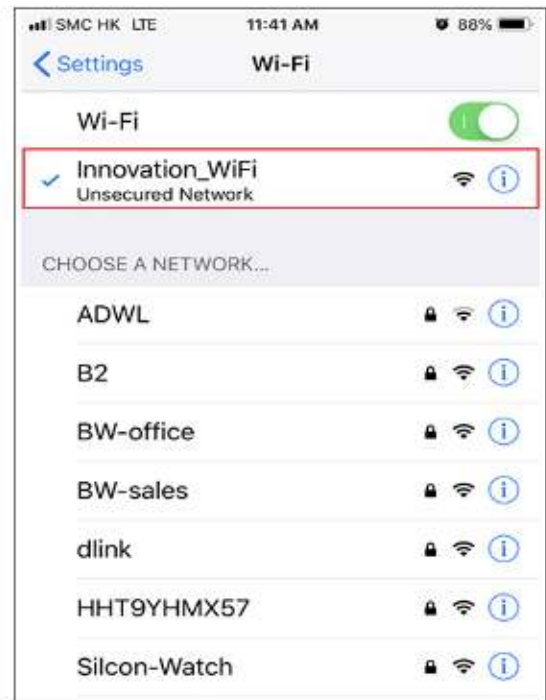 SMC HK LTE 11:41 AM 88%
Settings Wi-Fi
Wi-Fi
Innovation_WiFi
Unsecured Network
CHOOSE A NETWORK...
ADWL
B2
BW-office
BW-sales
dlink
HHT9YHMX57
Silcon-Watch